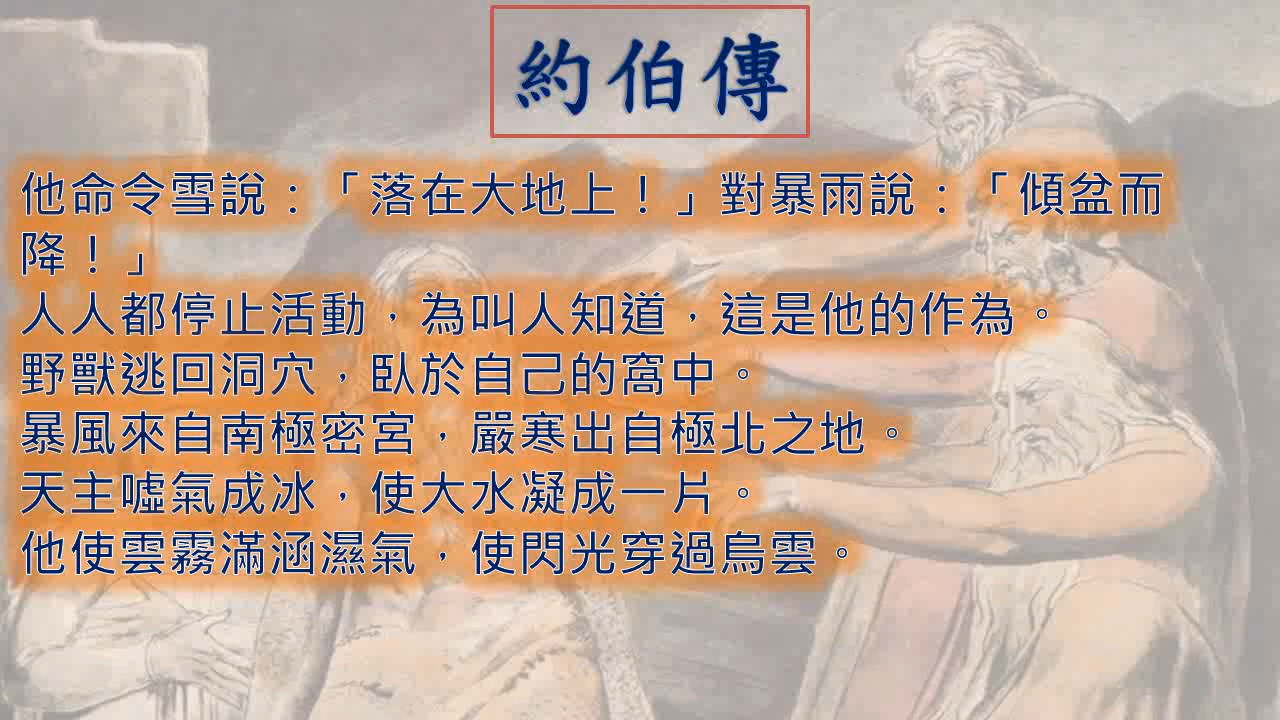 約伯傳
他命令雪說：「落在大地上！」對暴雨說：「傾盆而
降！」
人人都停止活動，為叫人知道，這是他的作為。
野獸逃回洞穴，臥於自己的窩中。
暴風來自南極密宮，嚴寒出自極北之地。
天主噓氣成冰，使大水凝成一片。
他使雲霧滿涵濕氣，使閃光穿過烏雲。